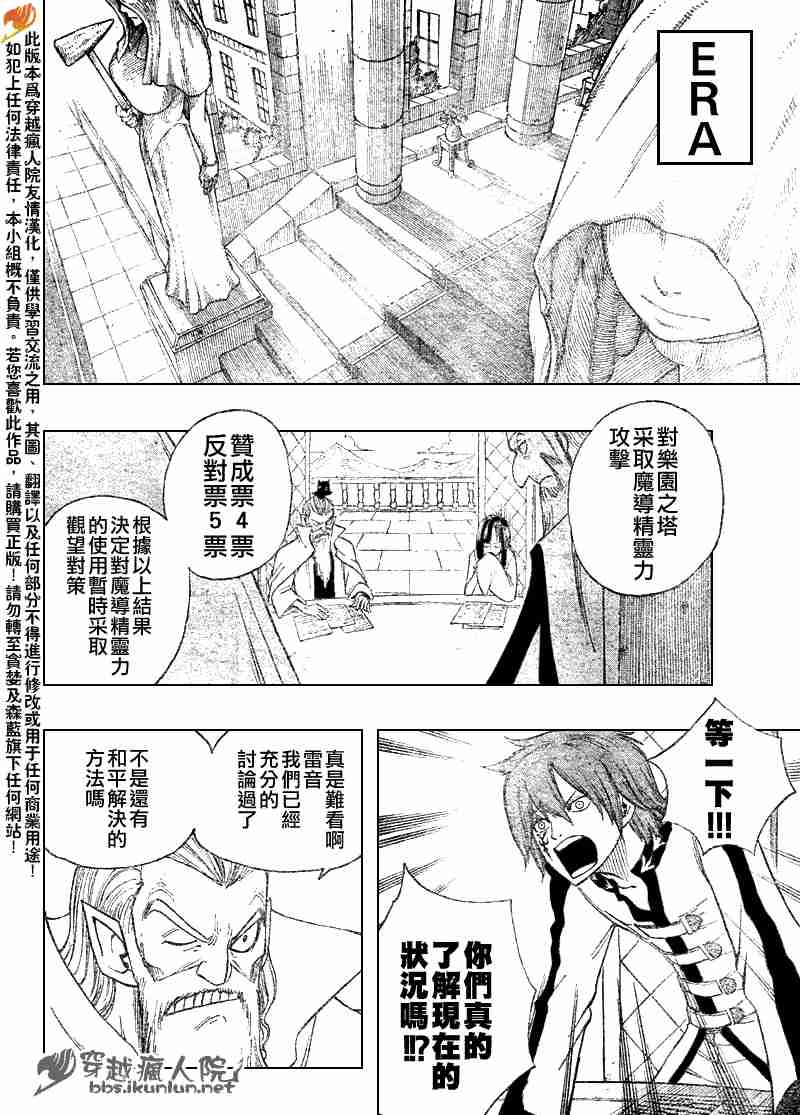 ERA
對樂園之塔
采取魔導精靈力
攻擊
贊成票4票
反對票5票
根據以上結果
決定對魔導精靈力
的使用暫時采取
觀望對策
等一下!!!
你們真的
了解現在的
狀況嗎!!?
真是難看啊
雷音
我們已經
充分的
討論過了
不是還有
和平解決的
方法嗎
此版本爲穿越瘋人院友情漢化，僅供學習交流之用，其圖、翻譯以及任何部分不得進行修改或用于任何商業用途！
如犯上任何法律責任，本小組概不負責。若您喜歡此作品，請購買正版！請勿轉至貪婪及森藍旗下任何網站！
穿越瘋人院
bbs.ikunlun.net